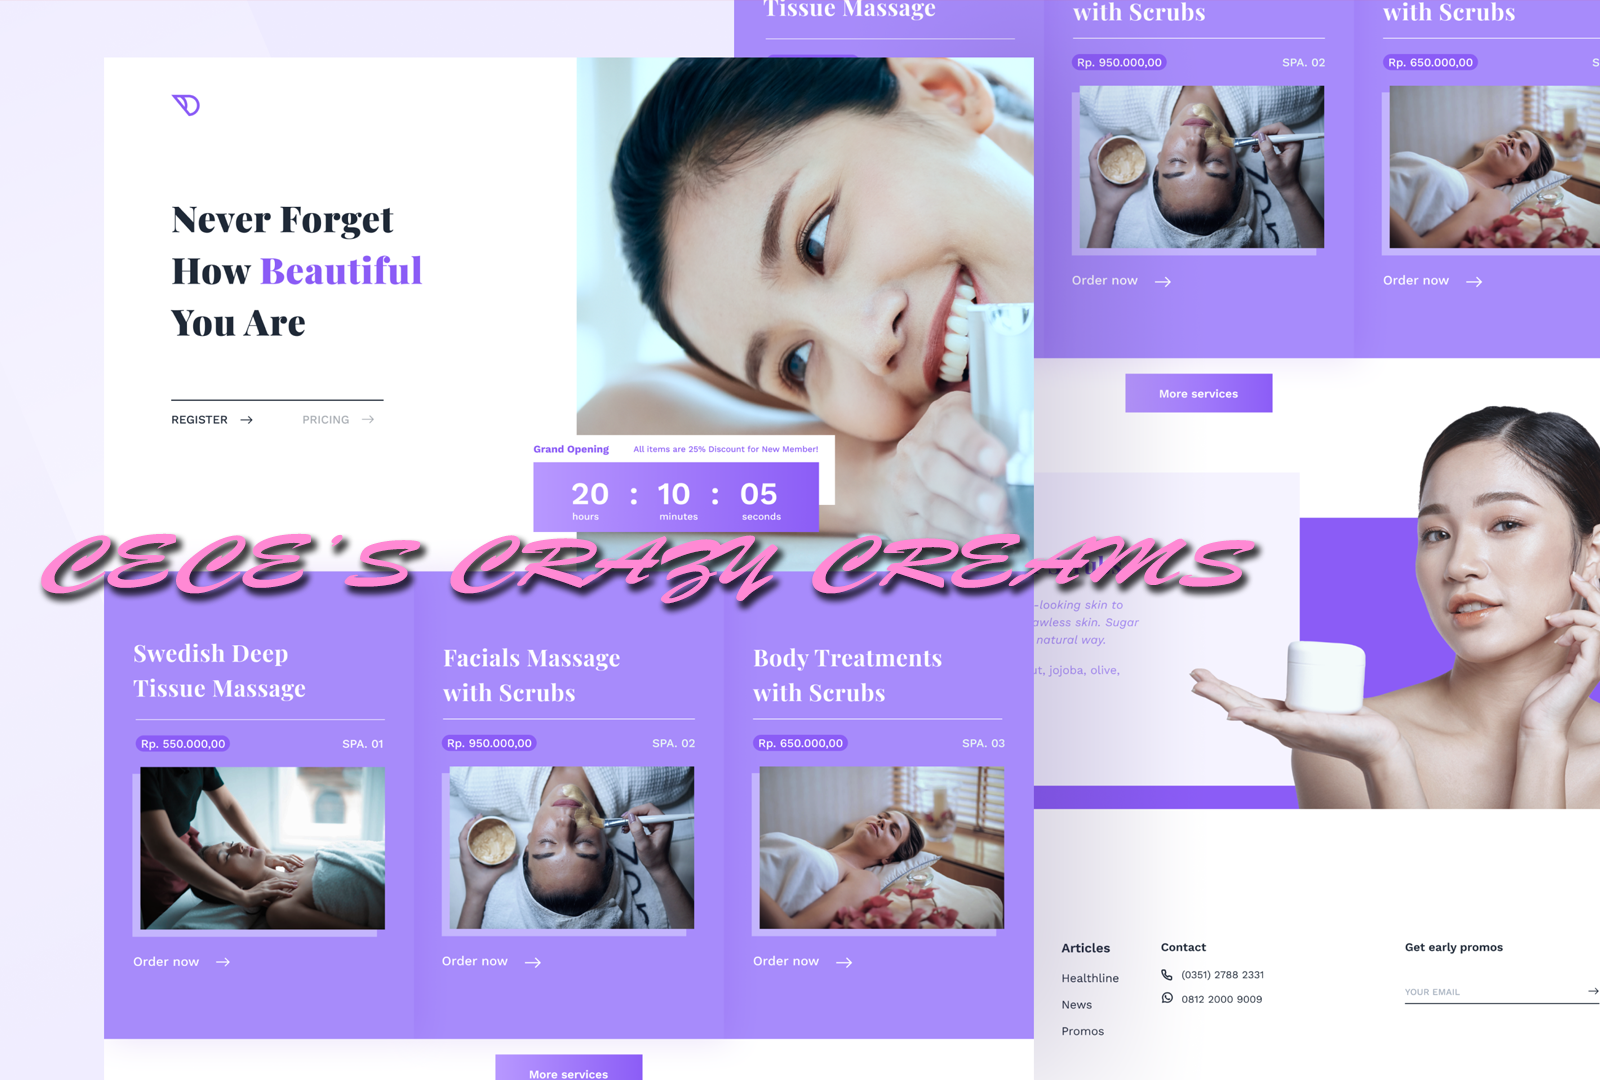 Tissue Massage
with Scrubs
with Scrubs
Rp. 950.000,00
SPA. 02
Rp. 650.000,00
Order now
Order now
More services
Never Forget
How Beautiful
You Are
REGISTER
PRICING
Grand Opening
All items are 25% Discount for New Member!
20 : 10 : 05
hours
minutes
seconds
CECE'S CRAZY CREAMS
-looking skin to
awless skin. Sugar
natural way.
jojoba, olive,
Swedish Deep
Tissue Massage
Rp. 550.000,00
SPA. 01
Order now
Facials Massage
with Scrubs
Rp. 950.000,00
SPA. 02
Order now
Body Treatments
with Scrubs
Rp. 650.000,00
SPA. 03
Order now
More services
Articles
Healthline
News
Promos
Contact
(0351) 2788 2331
0812 2000 9009
Get early promos
YOUR EMAIL